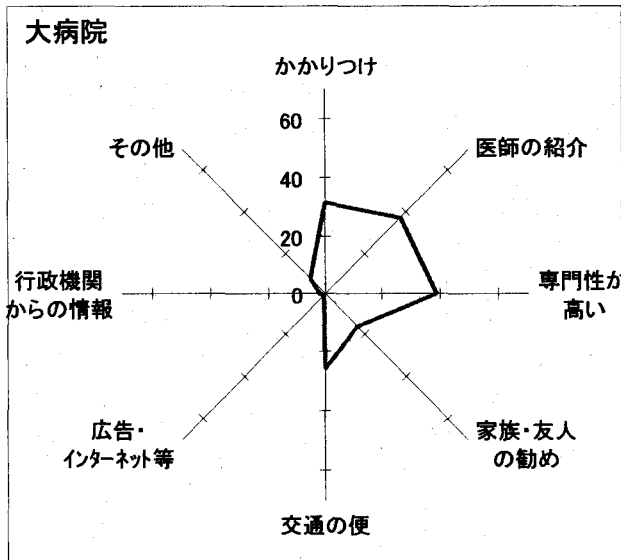 大病院
かかりつけ
60
その他
医師の紹介
40
20
行政機関
からの情報
0
専門性が
高い
広告・
インターネット等
家族・友人
の勧め
交通の便